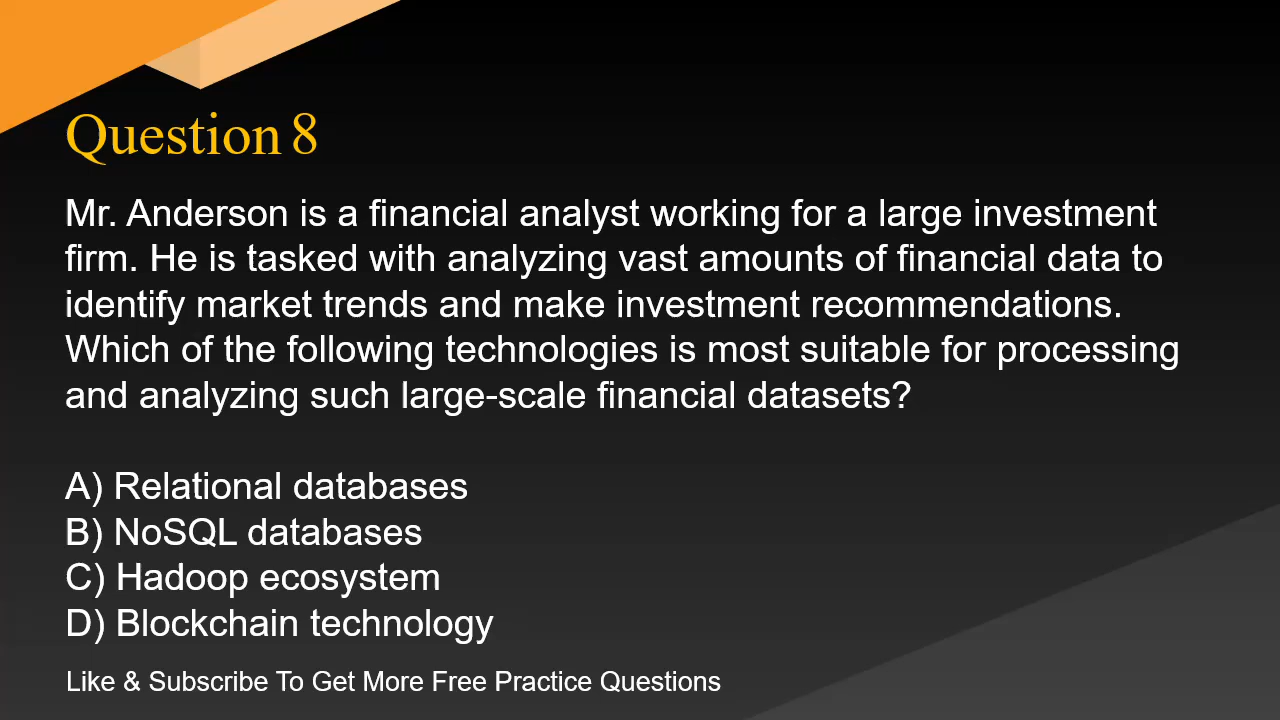 Question 8
Mr. Anderson is a financial analyst working for a large investment
firm. He is tasked with analyzing vast amounts of financial data to
identify market trends and make investment recommendations.
Which of the following technologies is most suitable for processing
and analyzing such large-scale financial datasets?
A) Relational databases
B) NoSQL databases
C) Hadoop ecosystem
D) Blockchain technology
Like & Subscribe To Get More Free Practice Questions